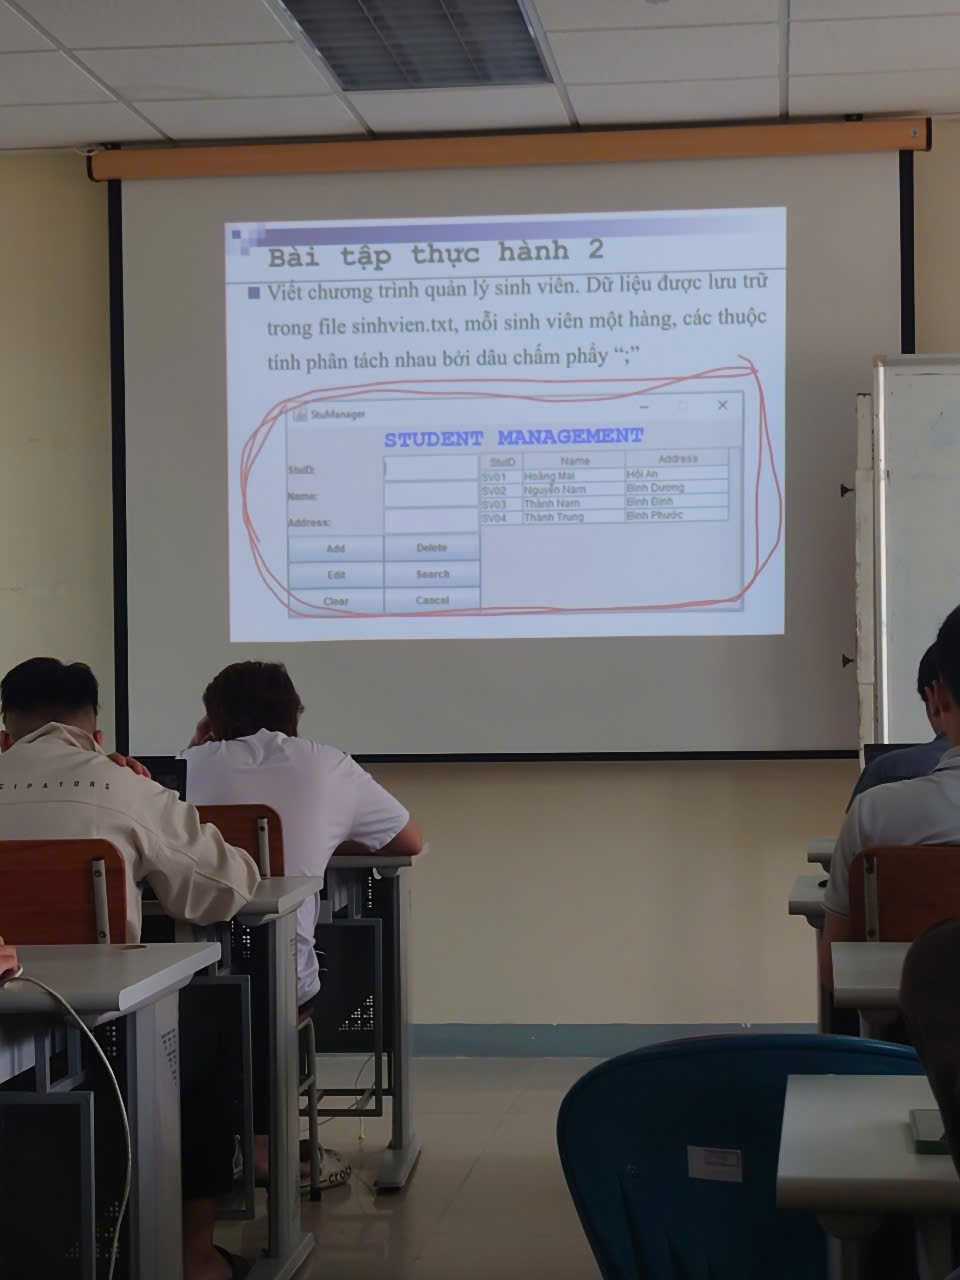 Bài tập thực hành 2
Viết chương trình quản lý sinh viên. Dữ liệu được lưu trữ
trong file sinhvien.txt, mỗi sinh viên một hàng, các thuộc
tính phân tách nhau bởi dấu chấm phẩy “;”
StuManager
STUDENT MANAGEMENT
StuID:
Name:
Address:
Add Delete
Edit Search
Clear Cancel
StuID Name Address
SV01 Hoàng Mai Hội An
SV02 Nguyễn Nam Bình Dương
SV03 Thành Nam Bình Định
SV04 Thành Trung Bình Phước
CIPATORS
-croc